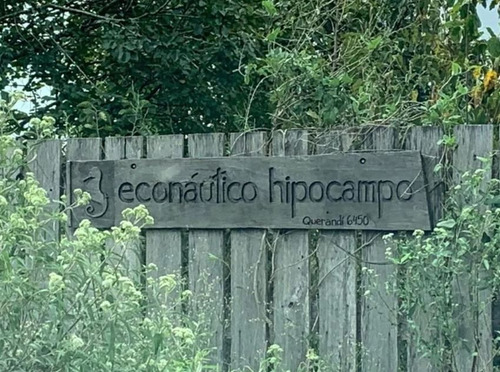 econáutico hipocampo
Querandí 6450